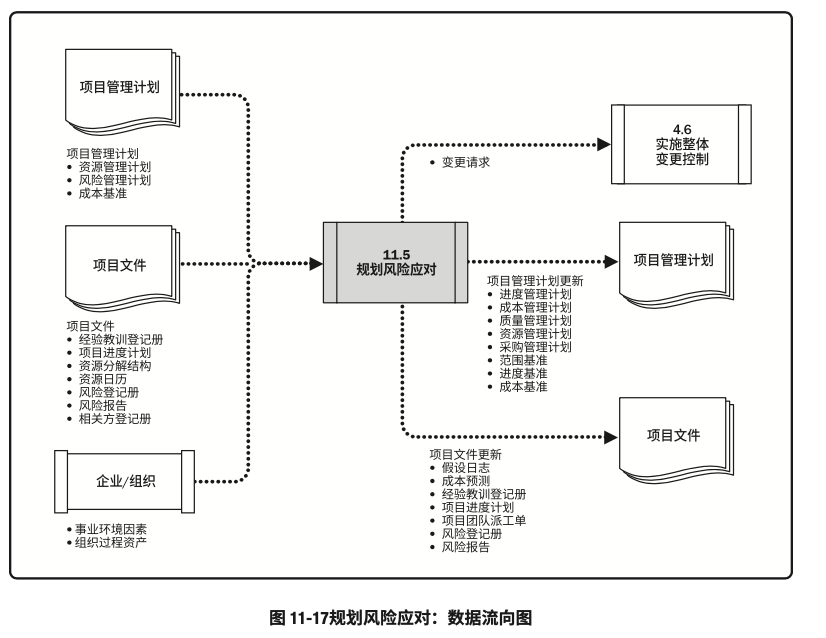 项目管理计划
项目管理计划
• 资源管理计划
• 风险管理计划
• 成本基准
项目文件
项目文件
• 经验教训登记册
• 项目进度计划
• 资源分解结构
• 资源日历
• 风险登记册
• 风险报告
• 相关方登记册
企业/组织
• 事业环境因素
• 组织过程资产
11.5
规划风险应对
• 变更请求
4.6
实施整体
变更控制
项目管理计划
项目管理计划更新
• 进度管理计划
• 成本管理计划
• 质量管理计划
• 资源管理计划
• 采购管理计划
• 范围基准
• 进度基准
• 成本基准
项目文件
项目文件更新
• 假设日志
• 成本预测
• 经验教训登记册
• 项目进度计划
• 项目团队派工单
• 风险登记册
• 风险报告
图 11-17规划风险应对：数据流向图